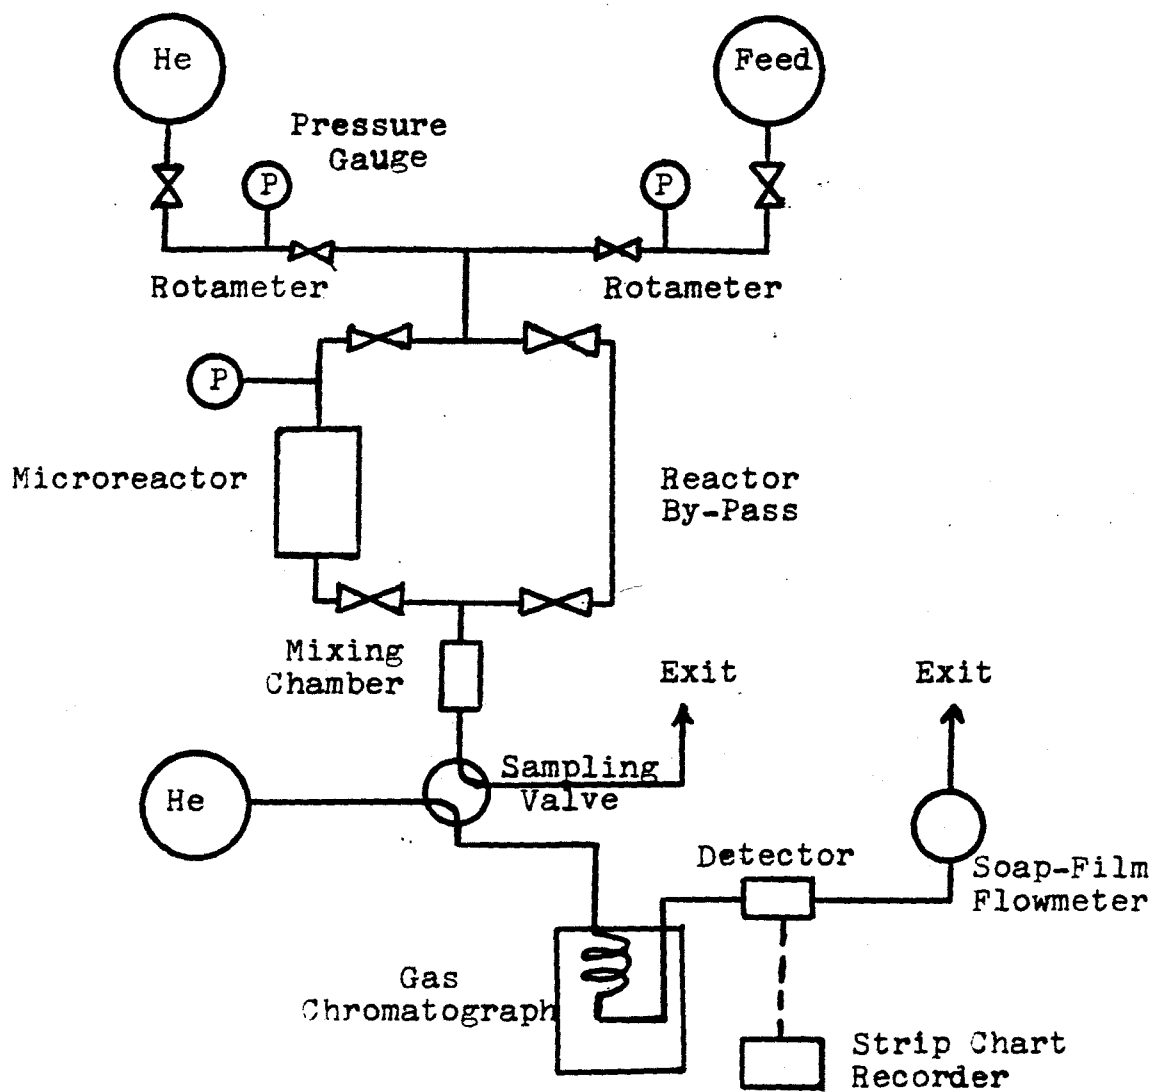 He
Feed
Pressure
Gauge
P
P
Rotameter
Rotameter
P
Microreactor
Reactor
By-Pass
Mixing
Chamber
Exit
Exit
Sampling
Valve
He
Detector
Soap-Film
Flowmeter
Gas
Chromatograph
Strip Chart
Recorder